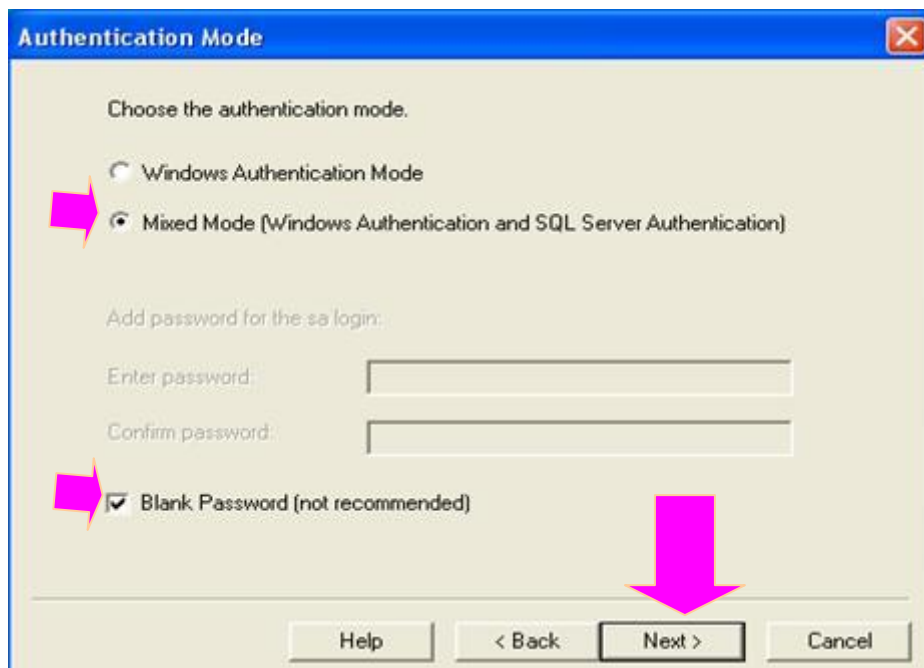 Authentication Mode
Choose the authentication mode.
Windows Authentication Mode
Mixed Mode (Windows Authentication and SQL Server Authentication)
Add password for the sa login:
Enter password:
Confirm password:
Blank Password (not recommended)
Help < Back Next > Cancel